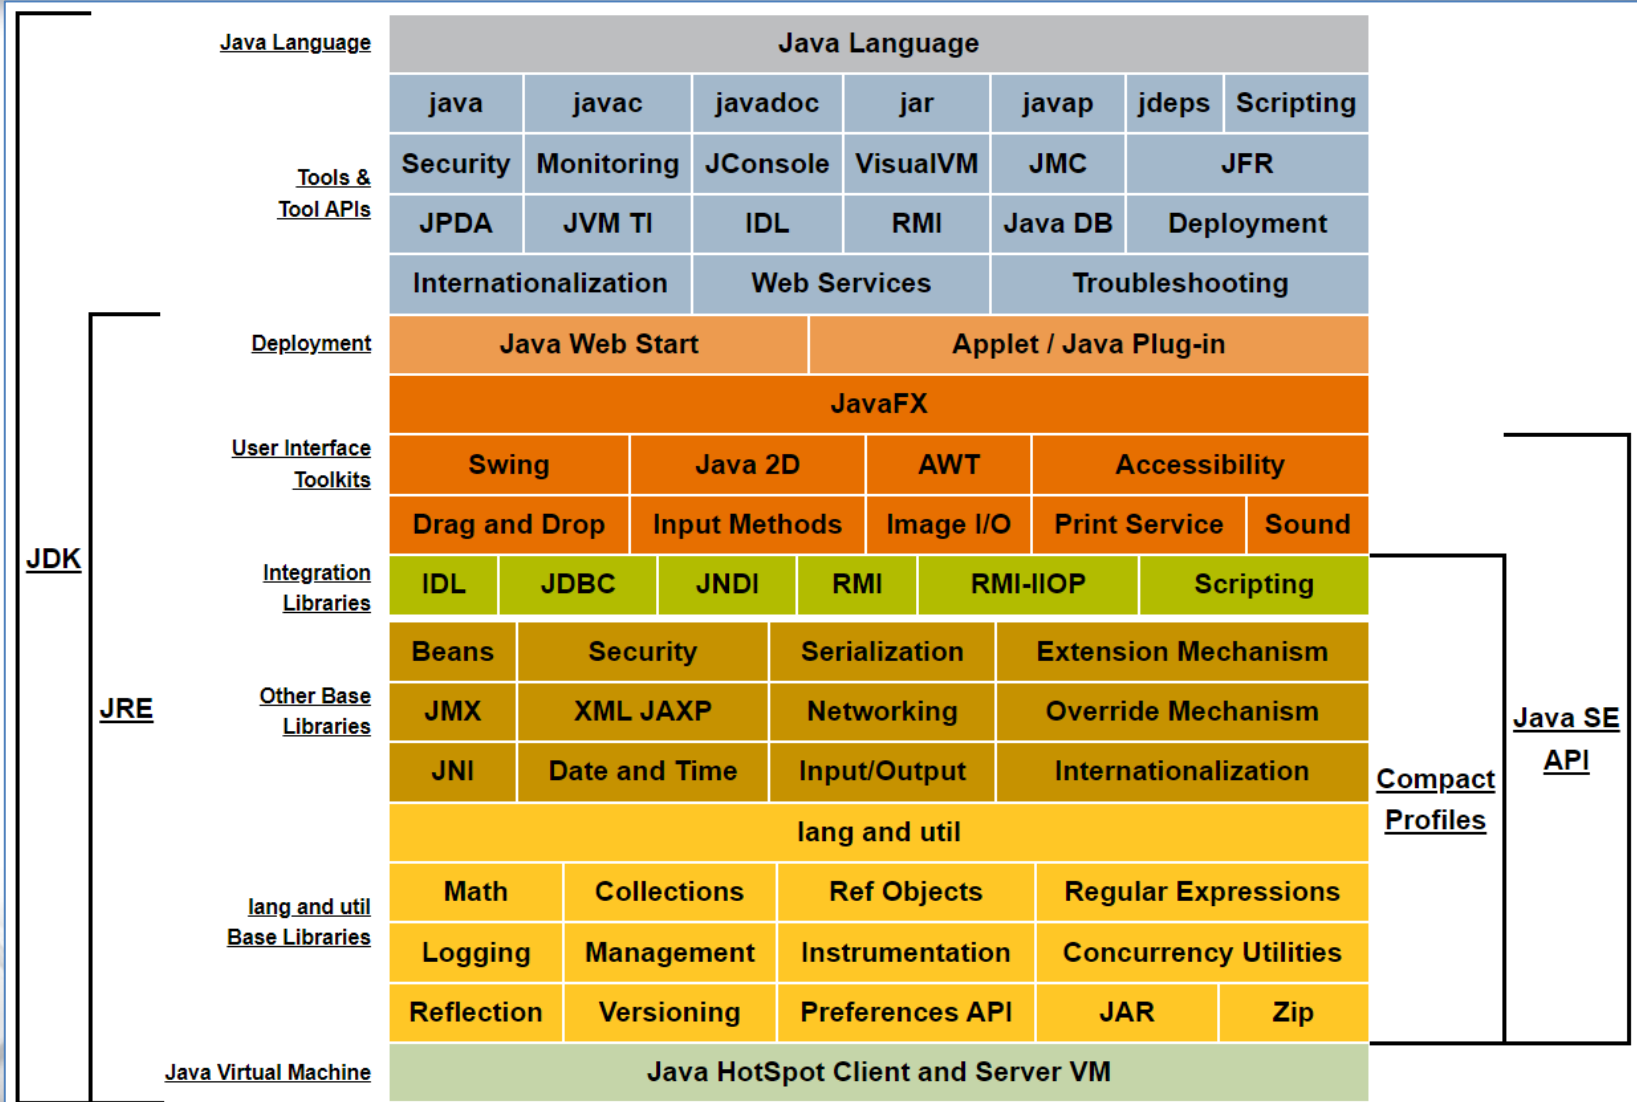 Java Language
Java Language
java javac javadoc jar javap jdeps Scripting
Tools &
Tool APIs
Security Monitoring JConsole VisualVM JMC JFR
JPDA JVM TI IDL RMI Java DB Deployment
Internationalization Web Services Troubleshooting
Deployment
Java Web Start Applet / Java Plug-in
JavaFX
User Interface
Toolkits
Swing Java 2D AWT Accessibility
Drag and Drop Input Methods Image I/O Print Service Sound
JDK
Integration
Libraries
IDL JDBC JNDI RMI RMI-IIOP Scripting
JRE
Other Base
Libraries
Beans Security Serialization Extension Mechanism
JMX XML JAXP Networking Override Mechanism
JNI Date and Time Input/Output Internationalization
Java SE
API
Compact
Profiles
lang and util
Base Libraries
lang and util
Math Collections Ref Objects Regular Expressions
Logging Management Instrumentation Concurrency Utilities
Reflection Versioning Preferences API JAR Zip
Java Virtual Machine
Java HotSpot Client and Server VM